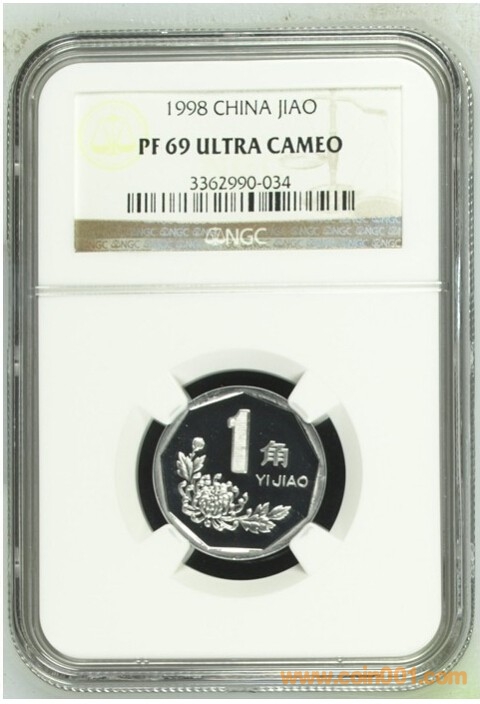 1998 CHINA JIAO
PF 69 ULTRA CAMEO
3362990-034
NGC
1 角
YI JIAO
www.coin001.com